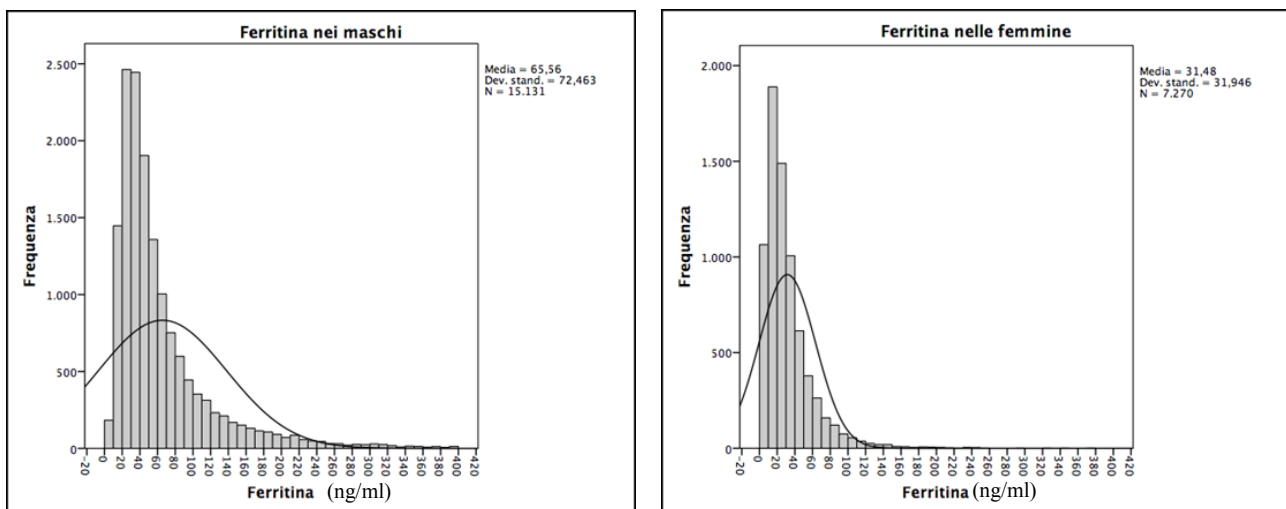 Ferritina nei maschi
Media = 65,56
Dev. stand. = 72,463
N = 15.131
Frequenza
2.500
2.000
1.500
1.000
500
0
-20 0 20 40 60 80 100 120 140 160 180 200 220 240 260 280 300 320 340 360 380 400 420
Ferritina (ng/ml)
Ferritina nelle femmine
Media = 31,48
Dev. stand. = 31,946
N = 7.270
Frequenza
2.000
1.500
1.000
500
0
-20 0 20 40 60 80 100 120 140 160 180 200 220 240 260 280 300 320 340 360 380 400 420
Ferritina (ng/ml)